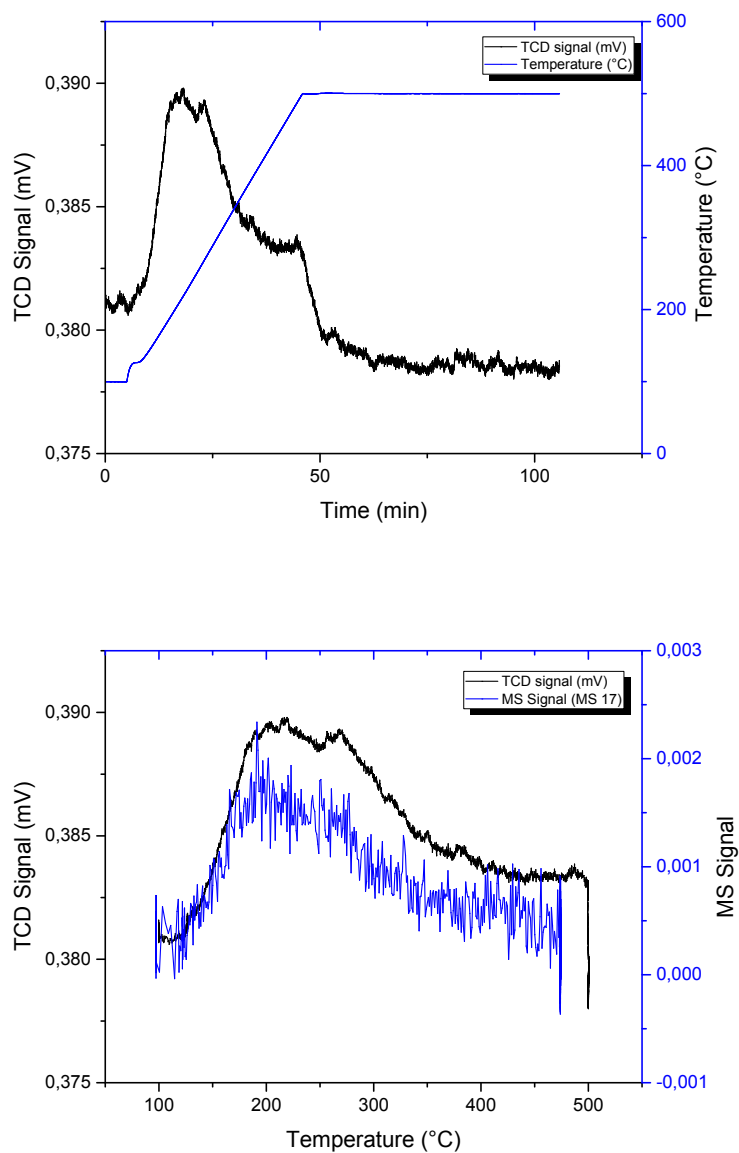 TCD signal (mV)
Temperature (°C)
0,390
0,385
0,380
0,375
TCD Signal (mV)
600
400
200
0
Temperature (°C)
0
50
100
Time (min)
TCD signal (mV)
MS Signal (MS 17)
0,390
0,385
0,380
0,375
TCD Signal (mV)
0,003
0,002
0,001
0,000
-0,001
MS Signal
100
200
300
400
500
Temperature (°C)